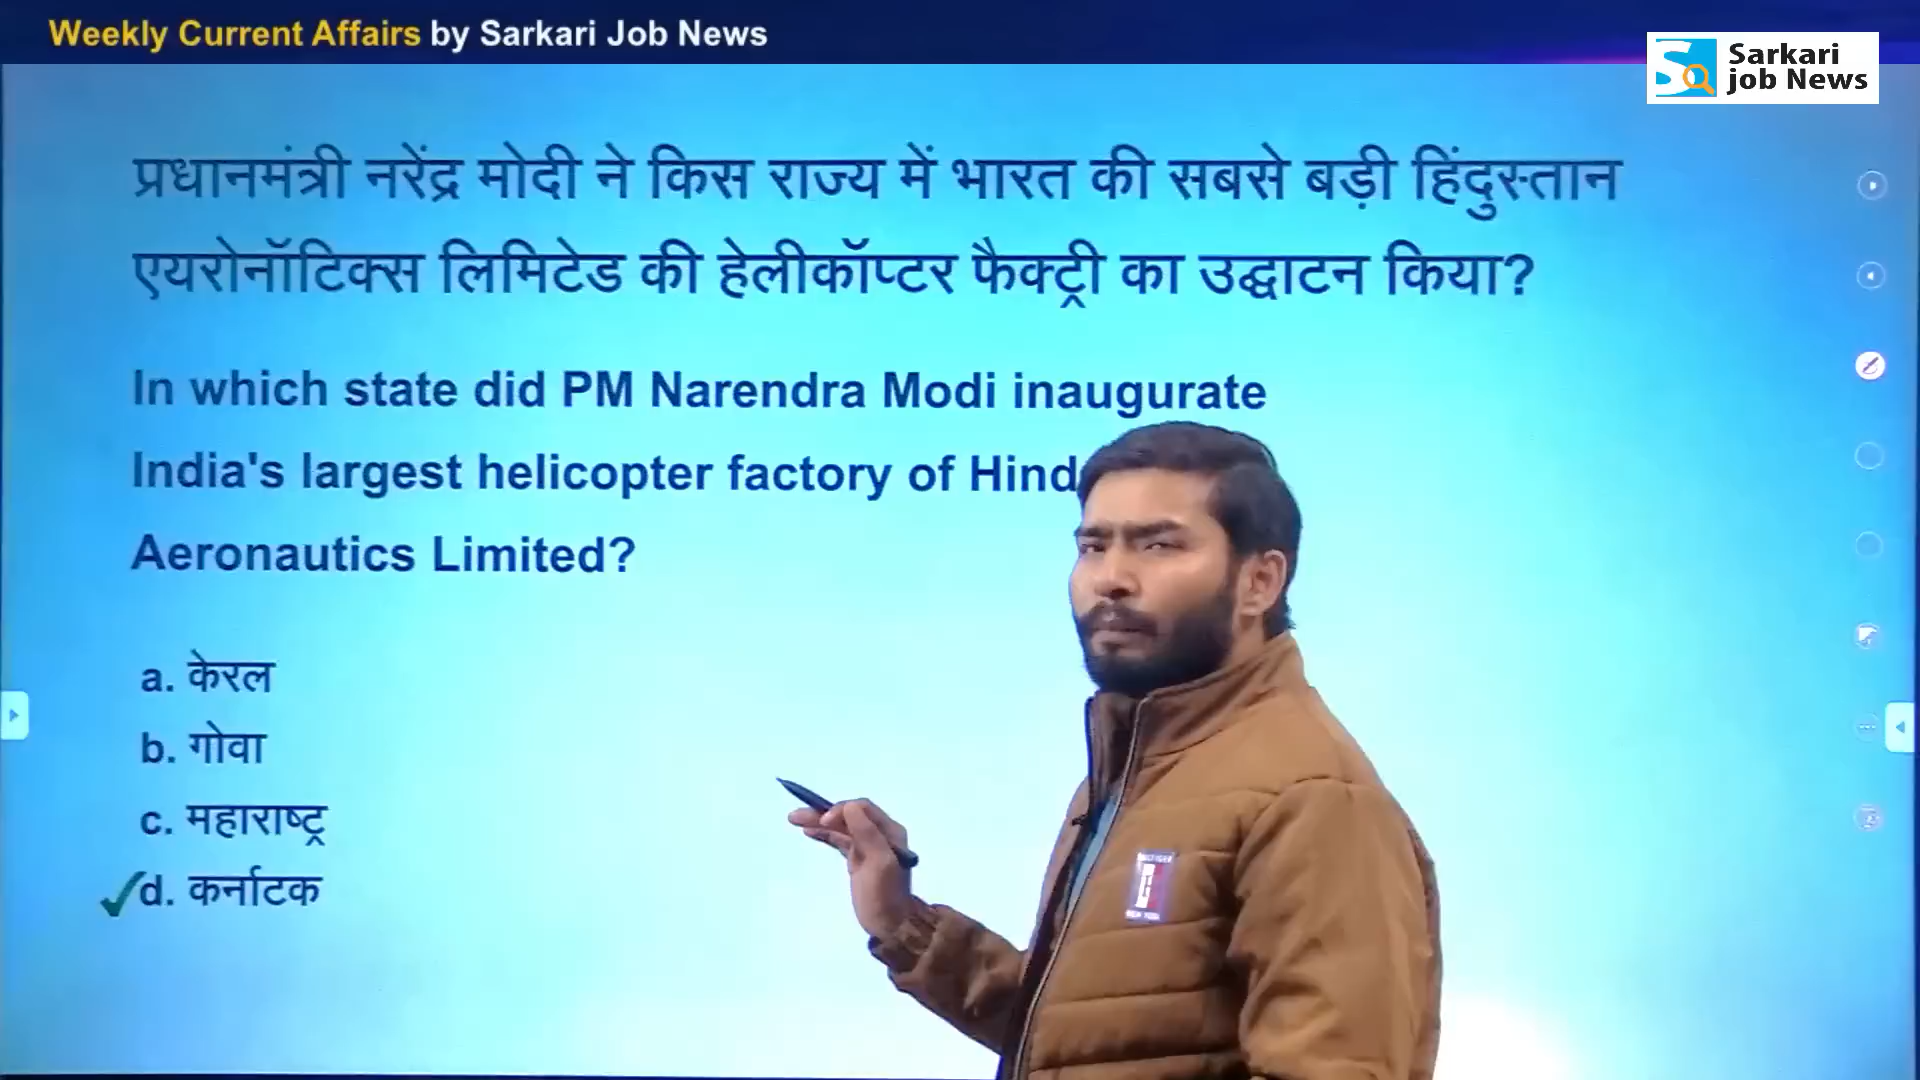 Weekly Current Affairs by Sarkari Job News
Sarkari
job News
प्रधानमंत्री नरेंद्र मोदी ने किस राज्य में भारत की सबसे बड़ी हिंदुस्तान
एयरोनॉटिक्स लिमिटेड की हेलीकॉप्टर फैक्ट्री का उद्घाटन किया?
In which state did PM Narendra Modi inaugurate
India's largest helicopter factory of Hind
Aeronautics Limited?
a. केरल
b. गोवा
c. महाराष्ट्र
d. कर्नाटक